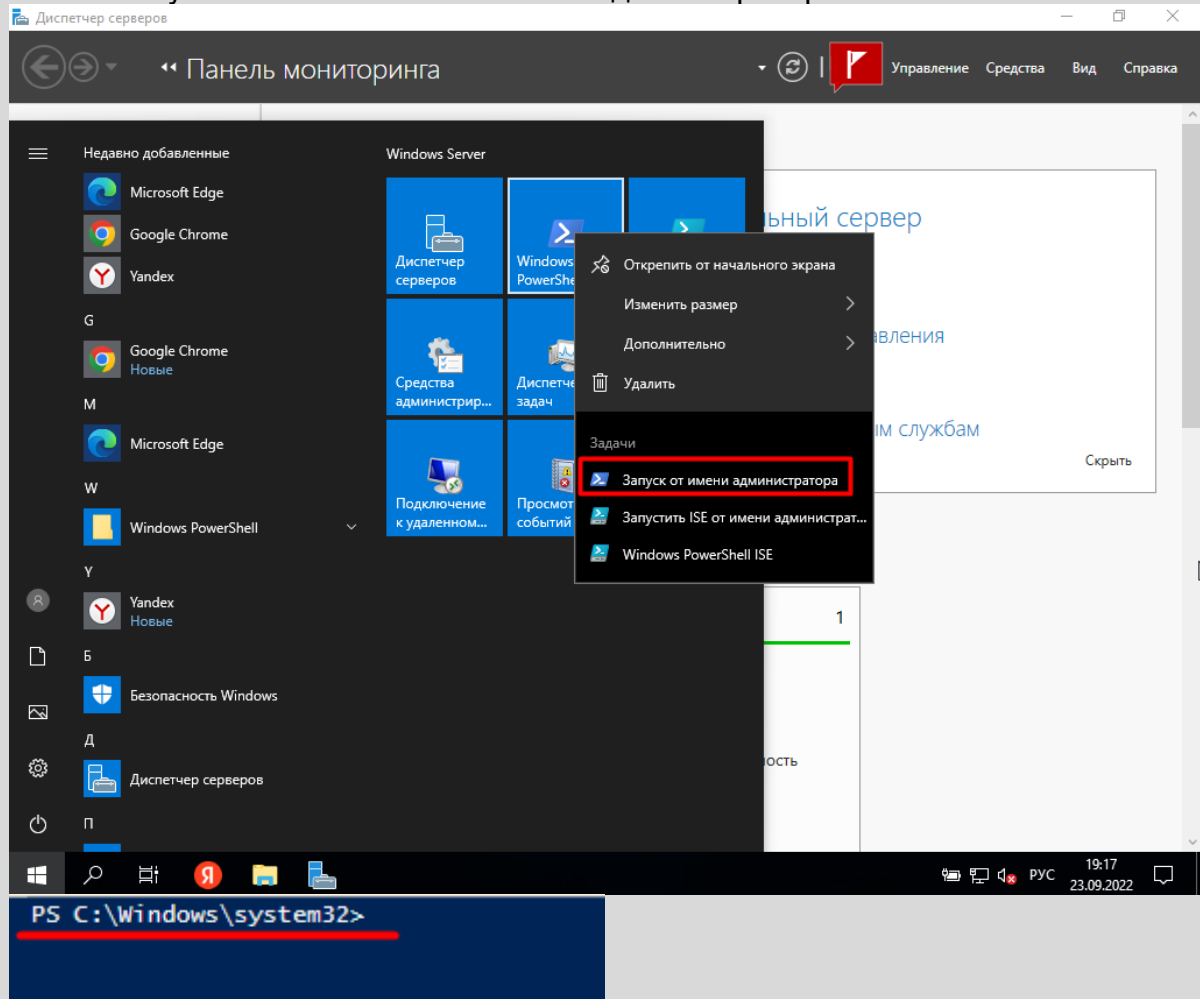 Диспетчер серверов
Панель мониторинга
Управление Средства Вид Справка
Недавно добавленные
Microsoft Edge
Google Chrome
Yandex
G
Google Chrome
Новые
M
Microsoft Edge
W
Windows PowerShell
Y
Yandex
Новые
Б
Безопасность Windows
Д
Диспетчер серверов
П
Windows Server
Диспетчер
серверов
Windows
PowerShe
Средства
администрир...
Диспетче
задач
Подключение
к удаленном...
Просмот
событий
Открепить от начального экрана
Изменить размер
Дополнительно
Удалить
Задачи
Запуск от имени администратора
Запустить ISE от имени администрат...
Windows PowerShell ISE
ьный сервер
авления
ым службам
Скрыть
1
ость
Я
РУС
19:17
23.09.2022
PS C:\Windows\system32>